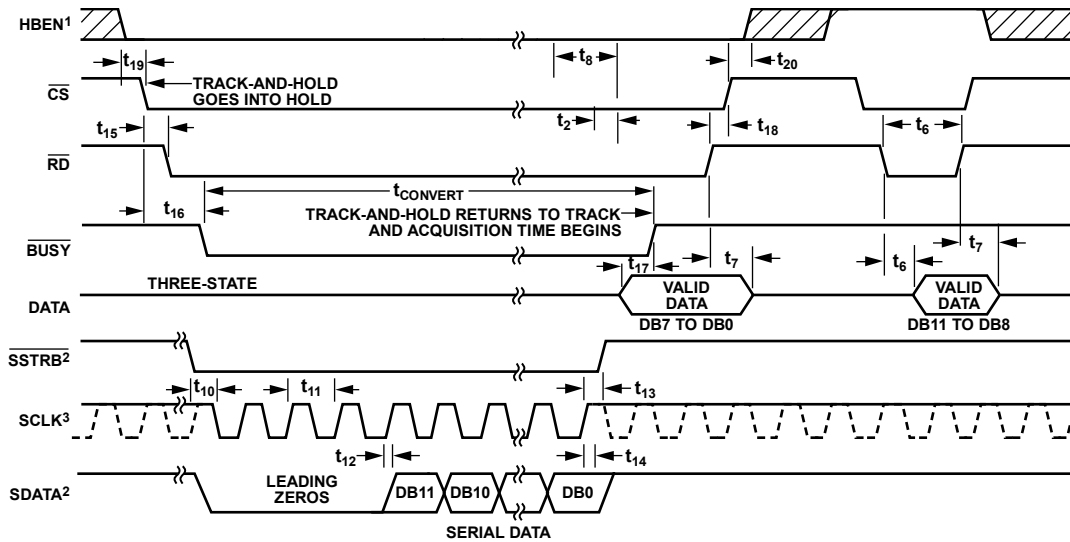 HBEN1
t19
t8
t20
CS
TRACK-AND-HOLD
GOES INTO HOLD
t15
t2
t18
t6
RD
tCONVERT
t16
TRACK-AND-HOLD RETURNS TO TRACK
AND ACQUISITION TIME BEGINS
BUSY
t17
t7
t6
t7
THREE-STATE
DATA
VALID
DATA
VALID
DATA
DB7 TO DB0
DB11 TO DB8
SSTRB2
t10
t11
t13
SCLK3
t12
t14
SDATA2
LEADING
ZEROS
DB11
DB10
DB0
SERIAL DATA